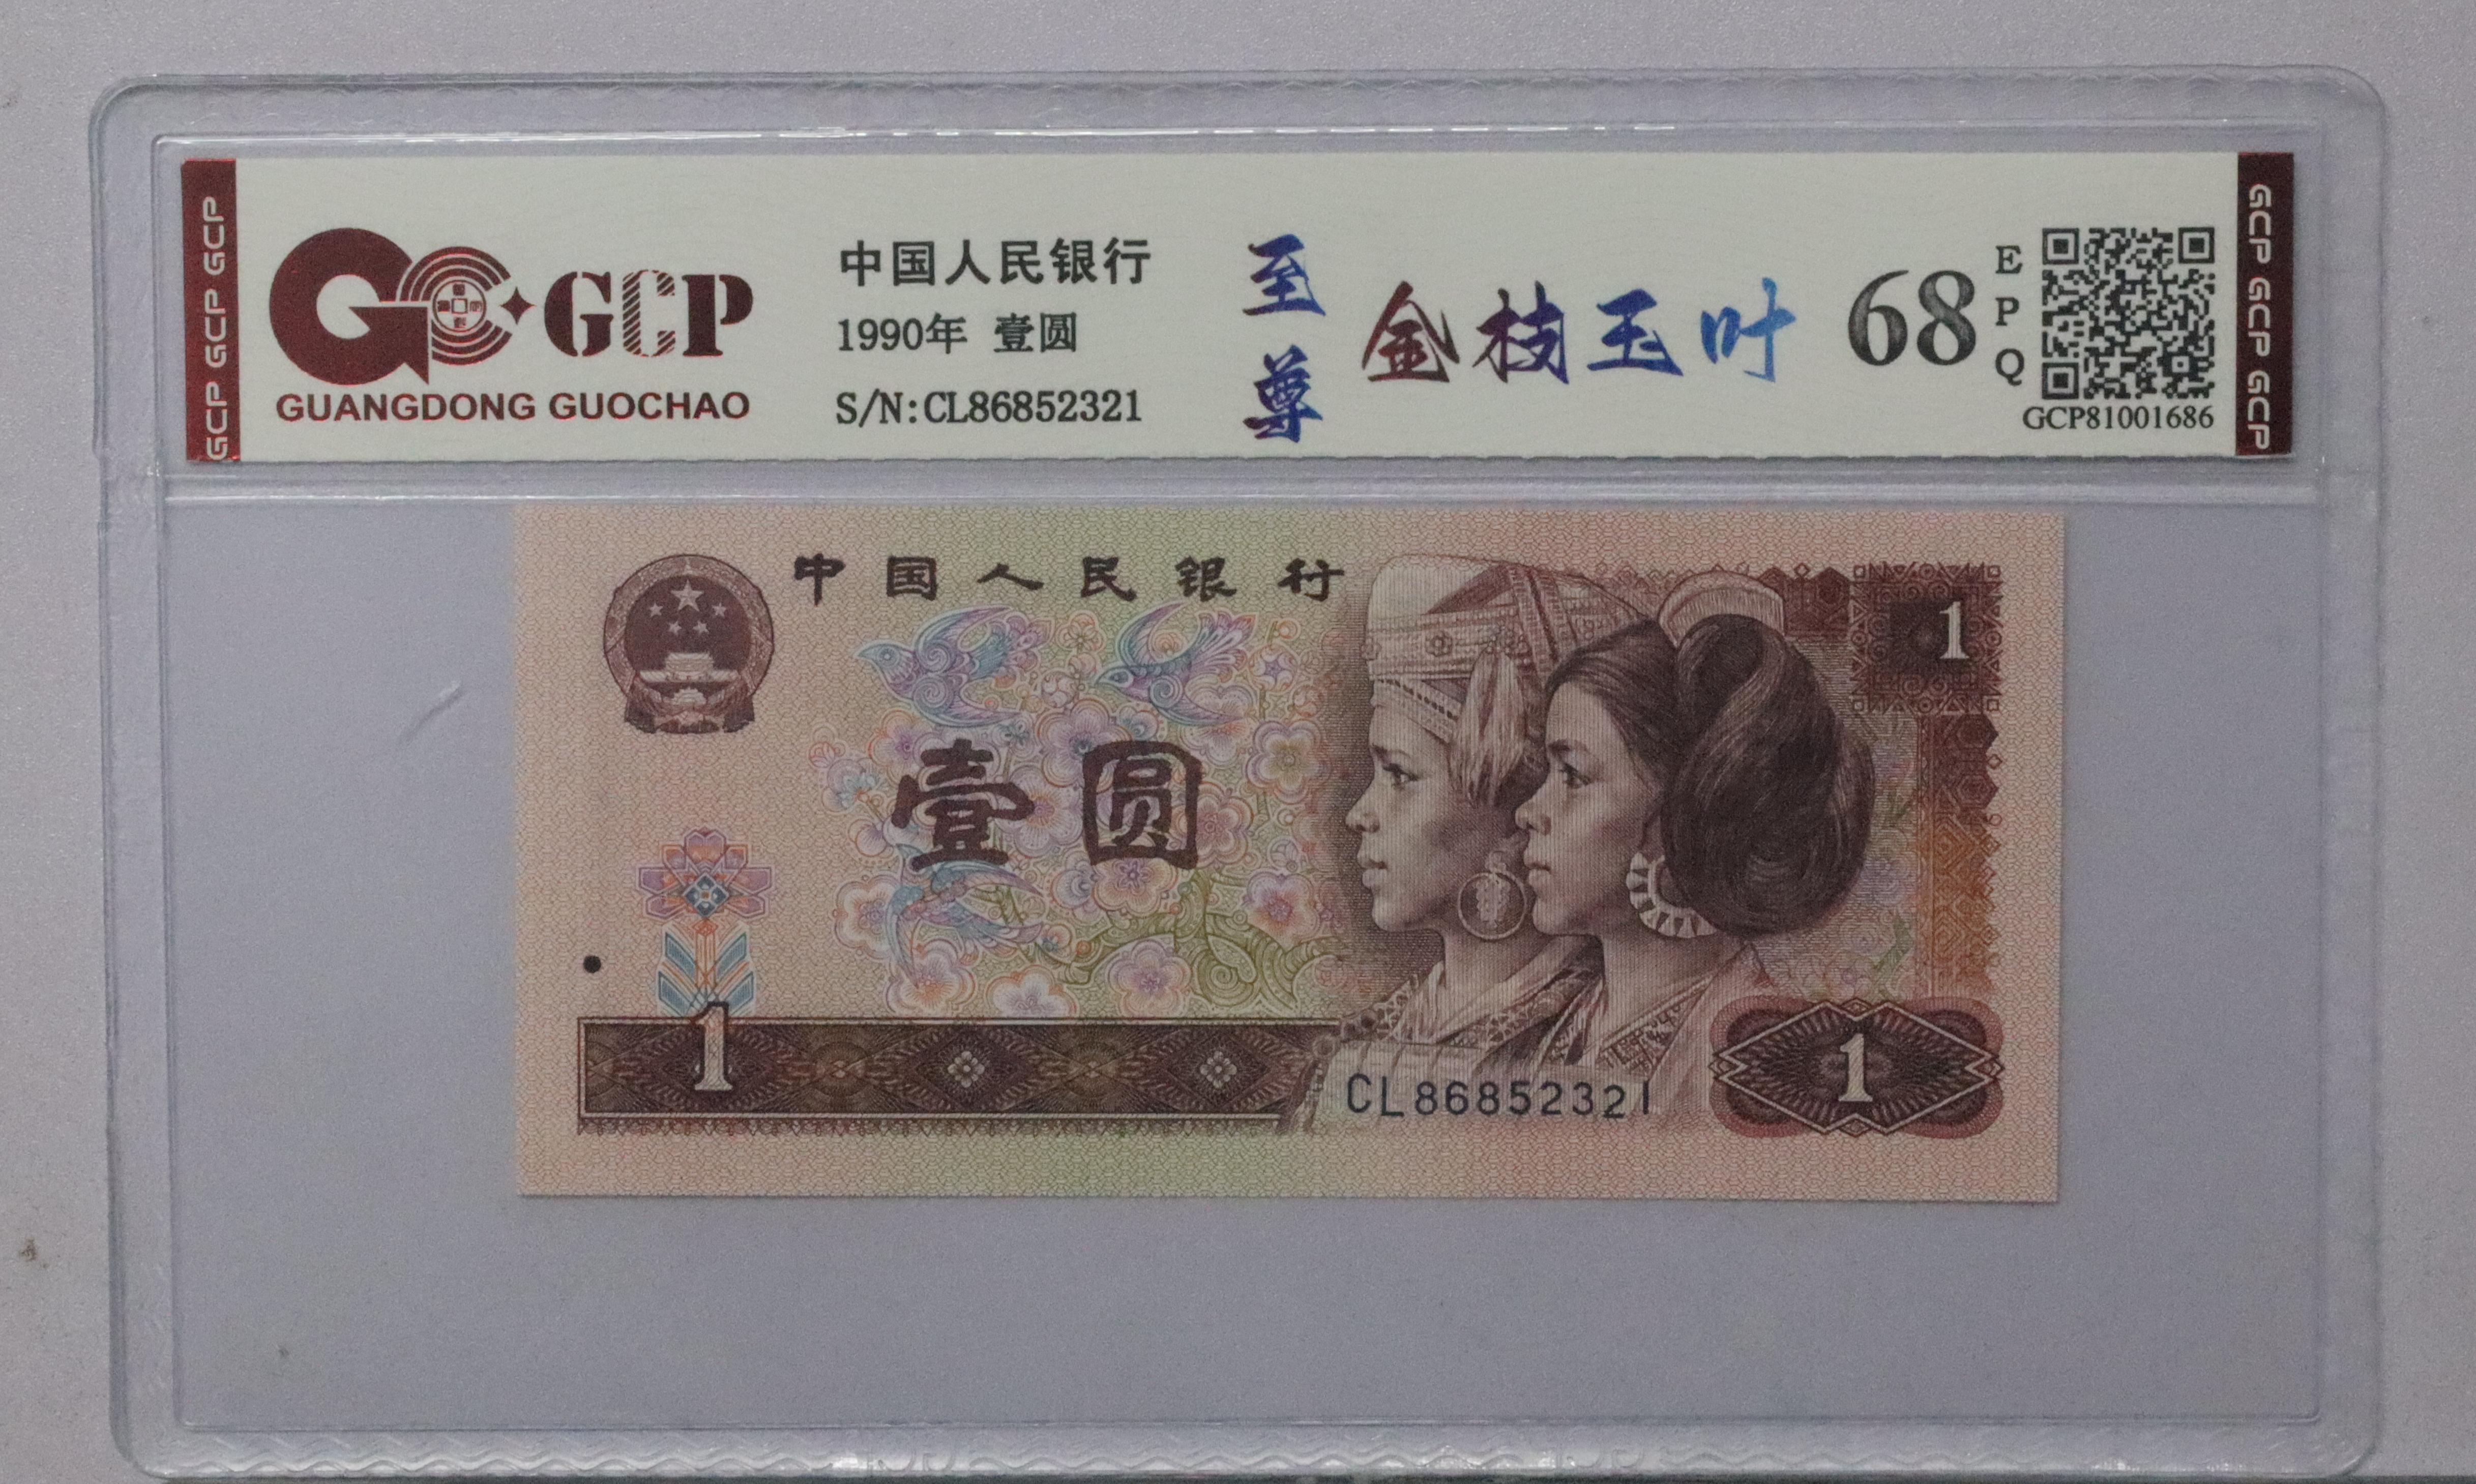 GCP GCP GCP
GCP
GUANGDONG GUOCHAO
中国人民银行
1990年 壹圆
S/N:CL86852321
至尊
金枝玉叶
68
EPQ
GCP81001686
GCP GCP GCP
中国人民银行
1
壹圆
1
1
CL86852321